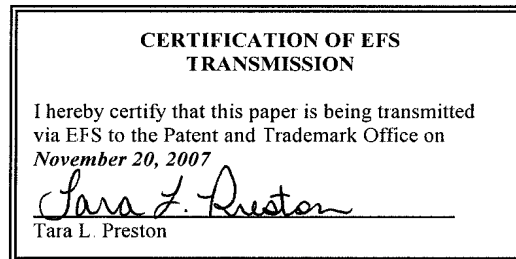 CERTIFICATION OF EFS
TRANSMISSION
I hereby certify that this paper is being transmitted
via EFS to the Patent and Trademark Office on
November 20, 2007
Tara L. Preston
Tara L. Preston